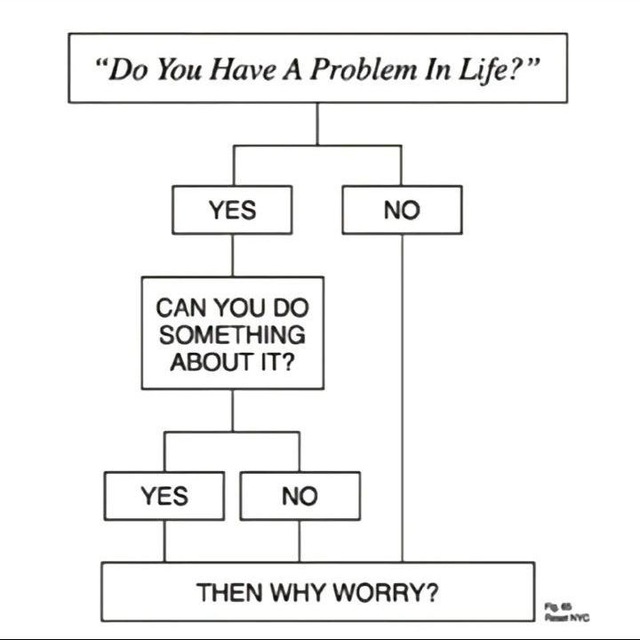 “Do You Have A Problem In Life?”
YES
NO
CAN YOU DO
SOMETHING
ABOUT IT?
YES
NO
THEN WHY WORRY?
Fig. 65
Reset NYC